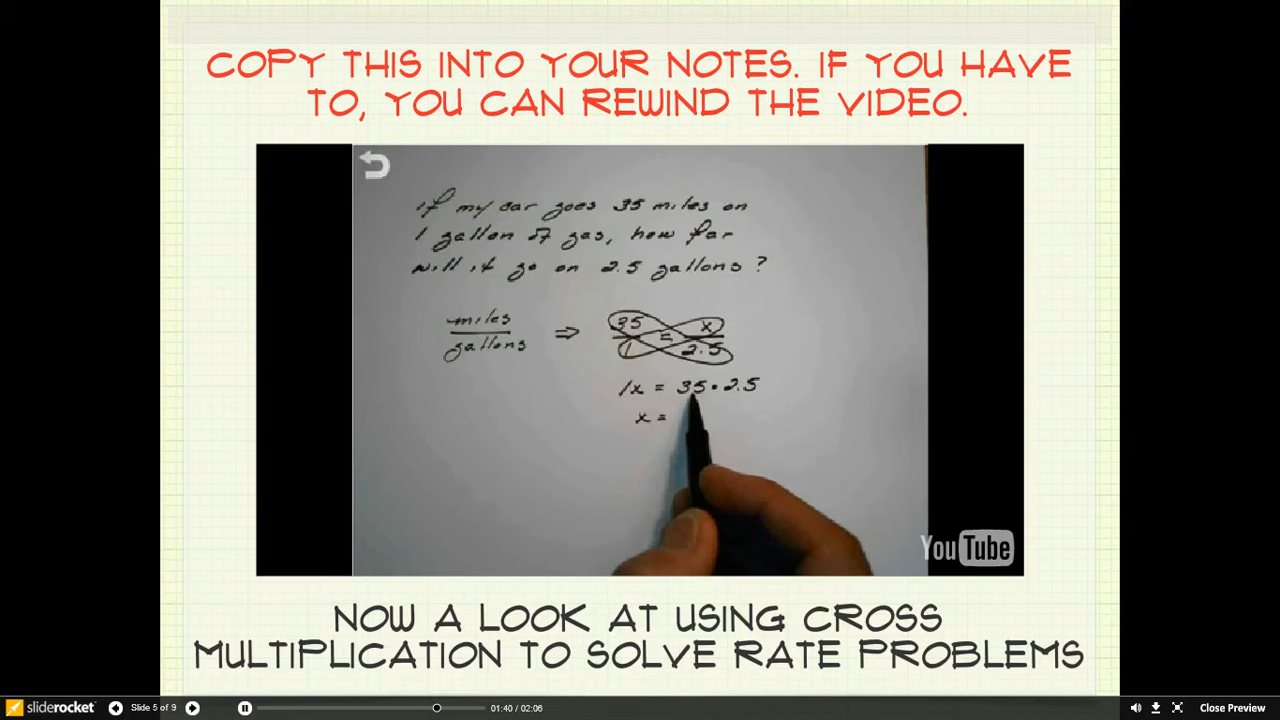 COPY THIS INTO YOUR NOTES. IF YOU HAVE
TO, YOU CAN REWIND THE VIDEO.
If my car goes 35 miles on
1 gallon of gas, how far
will it go on 2.5 gallons?
miles
gallons
⇒
35
x
=
1
2.5
1x = 35 • 2.5
x =
YouTube
NOW A LOOK AT USING CROSS
MULTIPLICATION TO SOLVE RATE PROBLEMS
sliderocket
Slide 5 of 9
01:40 / 02:06
Close Preview